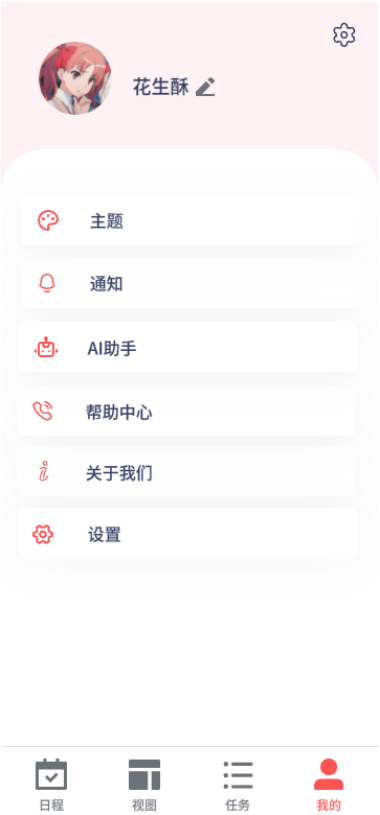 花生酥
主题
通知
AI助手
帮助中心
关于我们
设置
日程
视图
任务
我的